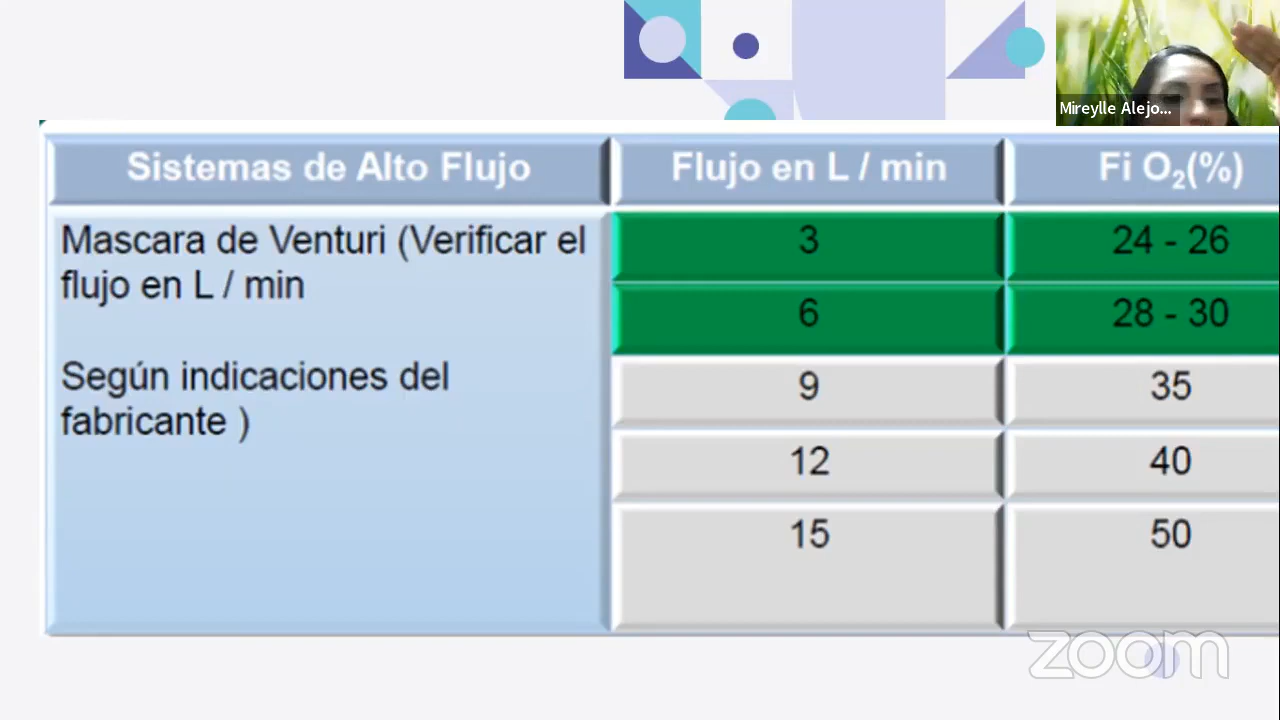 Mireylle Alejo...
Sistemas de Alto Flujo
Flujo en L / min
Fi O₂(%)
Mascara de Venturi (Verificar el
flujo en L / min
Según indicaciones del
fabricante )
3
24 - 26
6
28 - 30
9
35
12
40
15
50
zoom